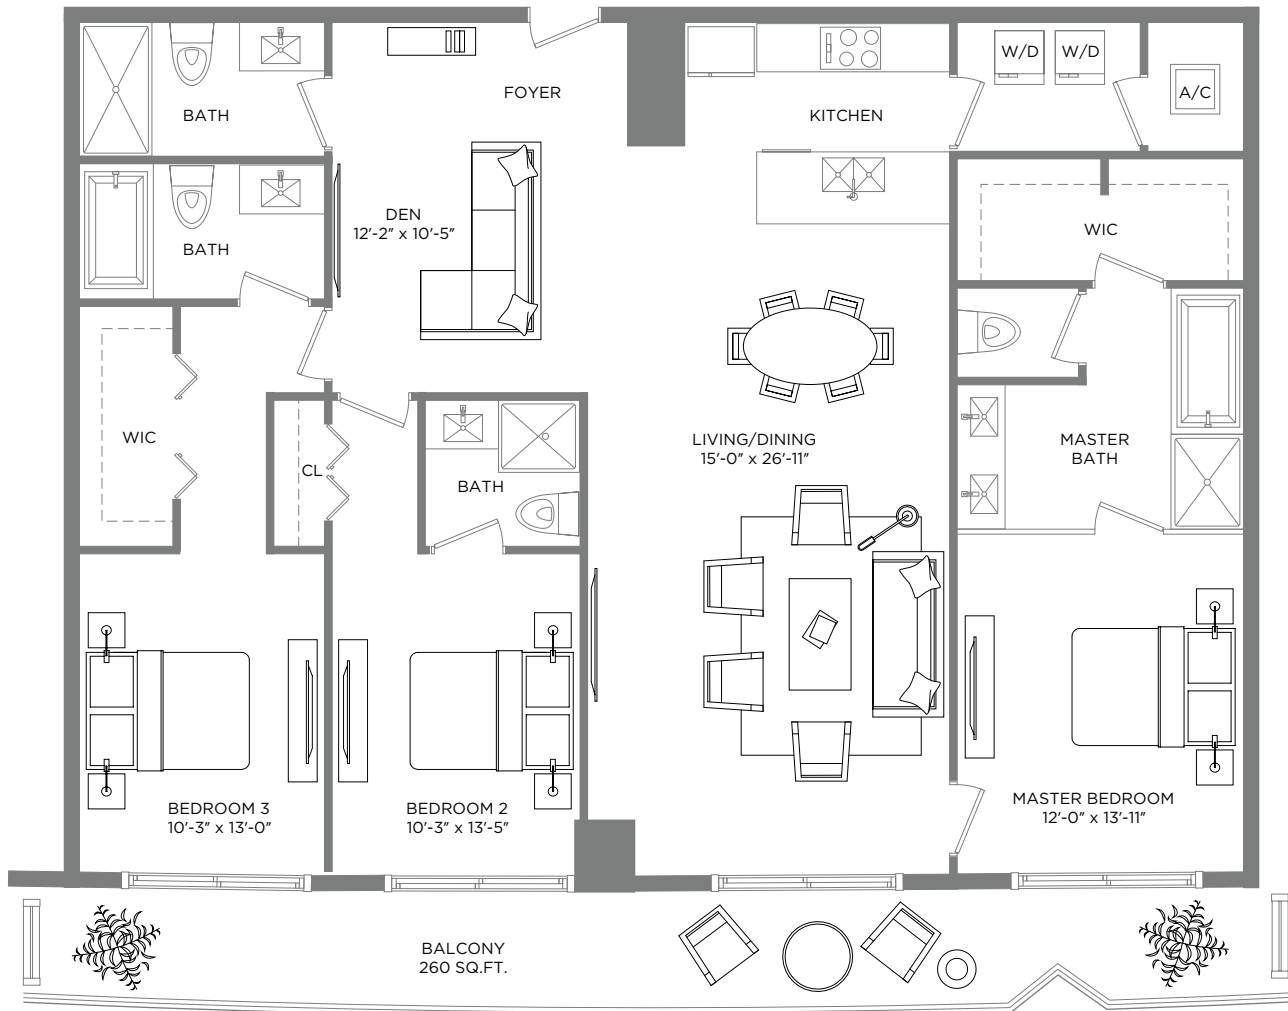 W/D
W/D
A/C
FOYER
BATH
KITCHEN
DEN
12'-2" x 10'-5"
BATH
WIC
WIC
LIVING/DINING
15'-0" x 26'-11"
MASTER
BATH
CL
BATH
BEDROOM 3
10'-3" x 13'-0"
BEDROOM 2
10'-3" x 13'-5"
MASTER BEDROOM
12'-0" x 13'-11"
BALCONY
260 SQ.FT.